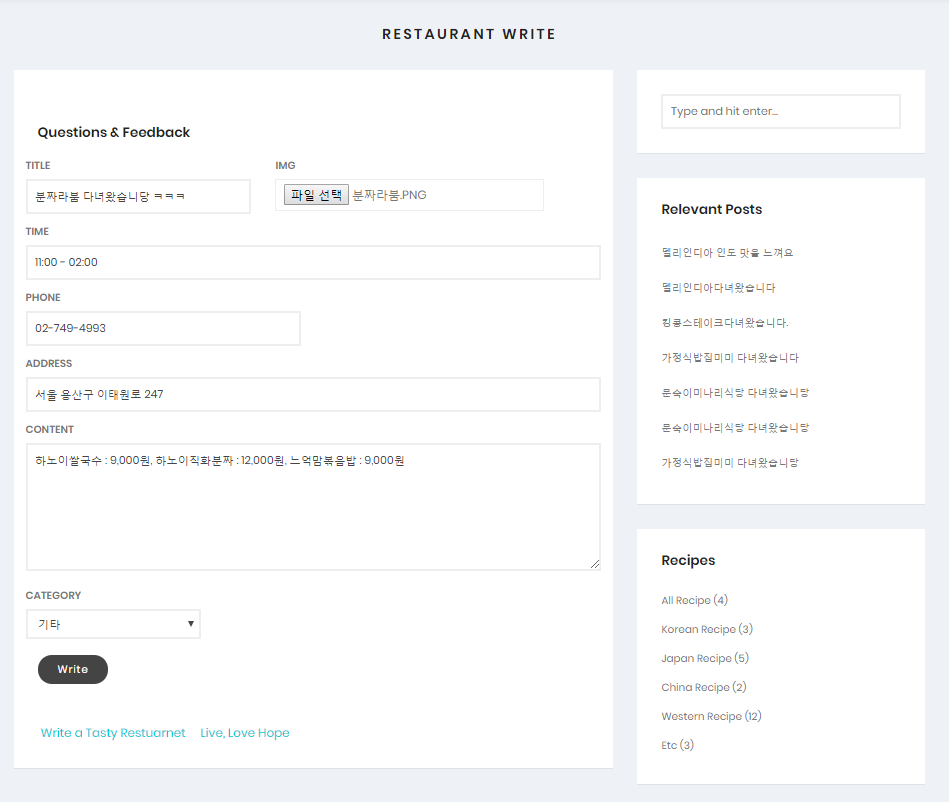 RESTAURANT WRITE
Questions & Feedback
TITLE
IMG
분짜라붐 다녀왔습니당 ㅋㅋㅋ
파일 선택 분짜라붐.PNG
TIME
11:00 - 02:00
PHONE
02-749-4993
ADDRESS
서울 용산구 이태원로 247
CONTENT
하노이쌀국수 : 9,000원, 하노이직화분짜 : 12,000원, 느억맘볶음밥 : 9,000원
CATEGORY
기타
Write
Write a Tasty Restuarnet Live, Love Hope
Type and hit enter...
Relevant Posts
델리인디아 인도 맛을 느껴요
델리인디아다녀왔습니다
킹콩스테이크다녀왔습니다.
가정식밥집미미 다녀왔습니다
문숙이미나리식당 다녀왔습니당
문숙이미나리식당 다녀왔습니당
가정식밥집미미 다녀왔습니당
Recipes
All Recipe (4)
Korean Recipe (3)
Japan Recipe (5)
China Recipe (2)
Western Recipe (12)
Etc (3)